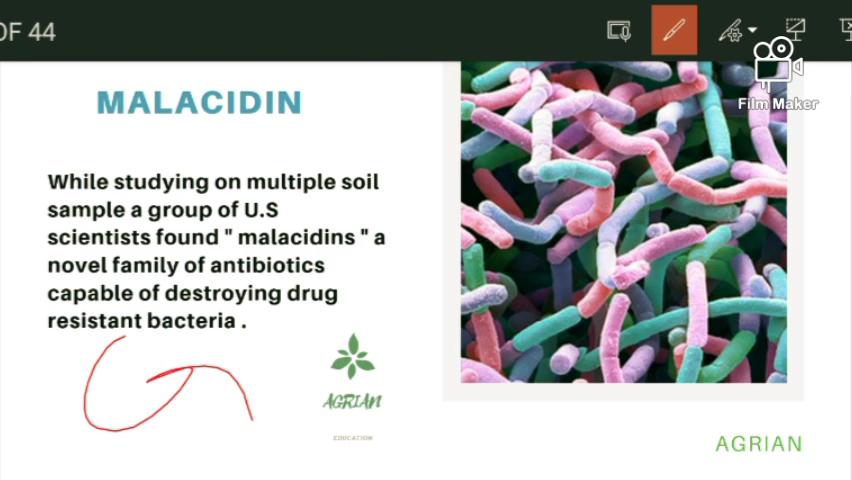 OF 44
Film Maker
MALACIDIN
While studying on multiple soil
sample a group of U.S
scientists found " malacidins " a
novel family of antibiotics
capable of destroying drug
resistant bacteria .
AGRIAN
EDUCATION
AGRIAN